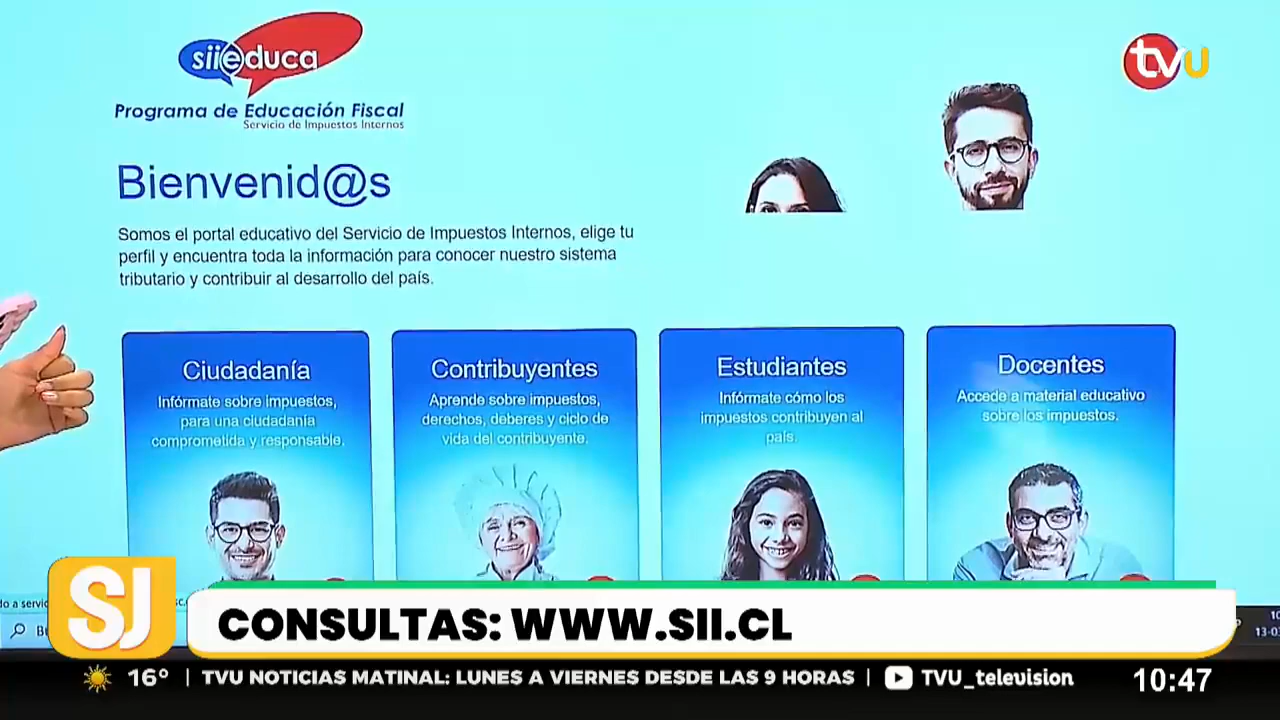 siieduca
tvu
Programa de Educación Fiscal
Servicio de Impuestos Internos
Bienvenid@s
Somos el portal educativo del Servicio de Impuestos Internos, elige tu
perfil y encuentra toda la información para conocer nuestro sistema
tributario y contribuir al desarrollo del país.
Ciudadanía
Infórmate sobre impuestos,
para una ciudadanía
comprometida y responsable.
Contribuyentes
Aprende sobre impuestos,
derechos, deberes y ciclo de
vida del contribuyente.
Estudiantes
Infórmate cómo los
impuestos contribuyen al
país.
Docentes
Accede a material educativo
sobre los impuestos.
SJ
CONSULTAS: WWW.SII.CL
16° | TVU NOTICIAS MATINAL: LUNES A VIERNES DESDE LAS 9 HORAS | TVU_television
10:47